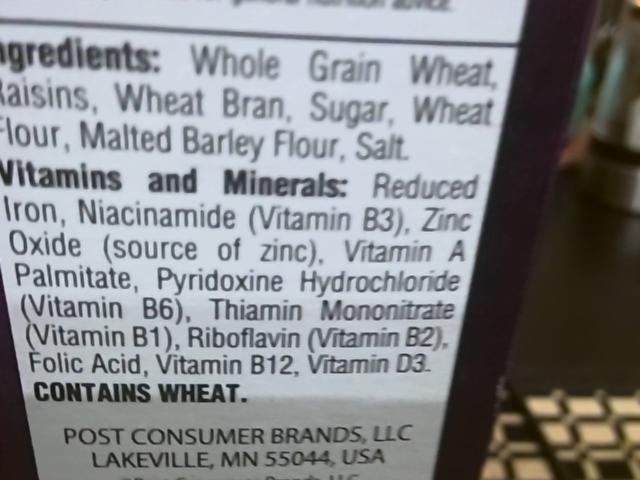 ngredients: Whole Grain Wheat,
Raisins, Wheat Bran, Sugar, Wheat
Flour, Malted Barley Flour, Salt.
Vitamins and Minerals: Reduced
Iron, Niacinamide (Vitamin B3), Zinc
Oxide (source of zinc), Vitamin A
Palmitate, Pyridoxine Hydrochloride
(Vitamin B6), Thiamin Mononitrate
(Vitamin B1), Riboflavin (Vitamin B2),
Folic Acid, Vitamin B12, Vitamin D3.
CONTAINS WHEAT.
POST CONSUMER BRANDS, LLC
LAKEVILLE, MN 55044, USA